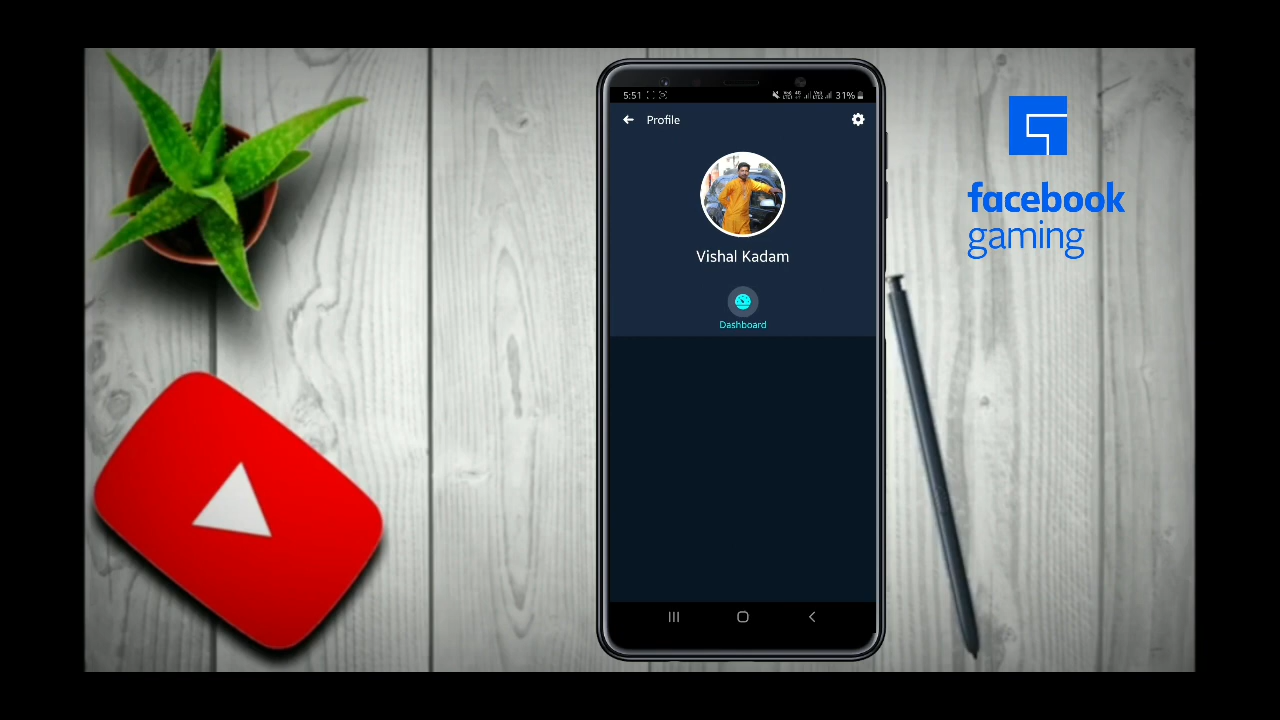 5:51
31%
Profile
Vishal Kadam
Dashboard
facebook
gaming